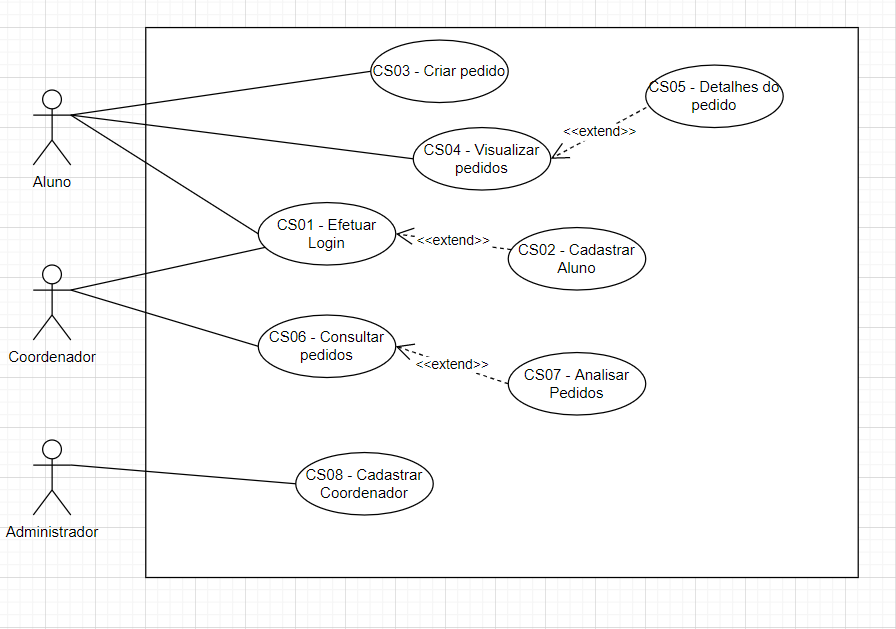 CS03 - Criar pedido
CS05 - Detalhes do
pedido
<<extend>>
CS04 - Visualizar
pedidos
Aluno
CS01 - Efetuar
Login
<<extend>>
CS02 - Cadastrar
Aluno
Coordenador
CS06 - Consultar
pedidos
<<extend>>
CS07 - Analisar
Pedidos
CS08 - Cadastrar
Coordenador
Administrador